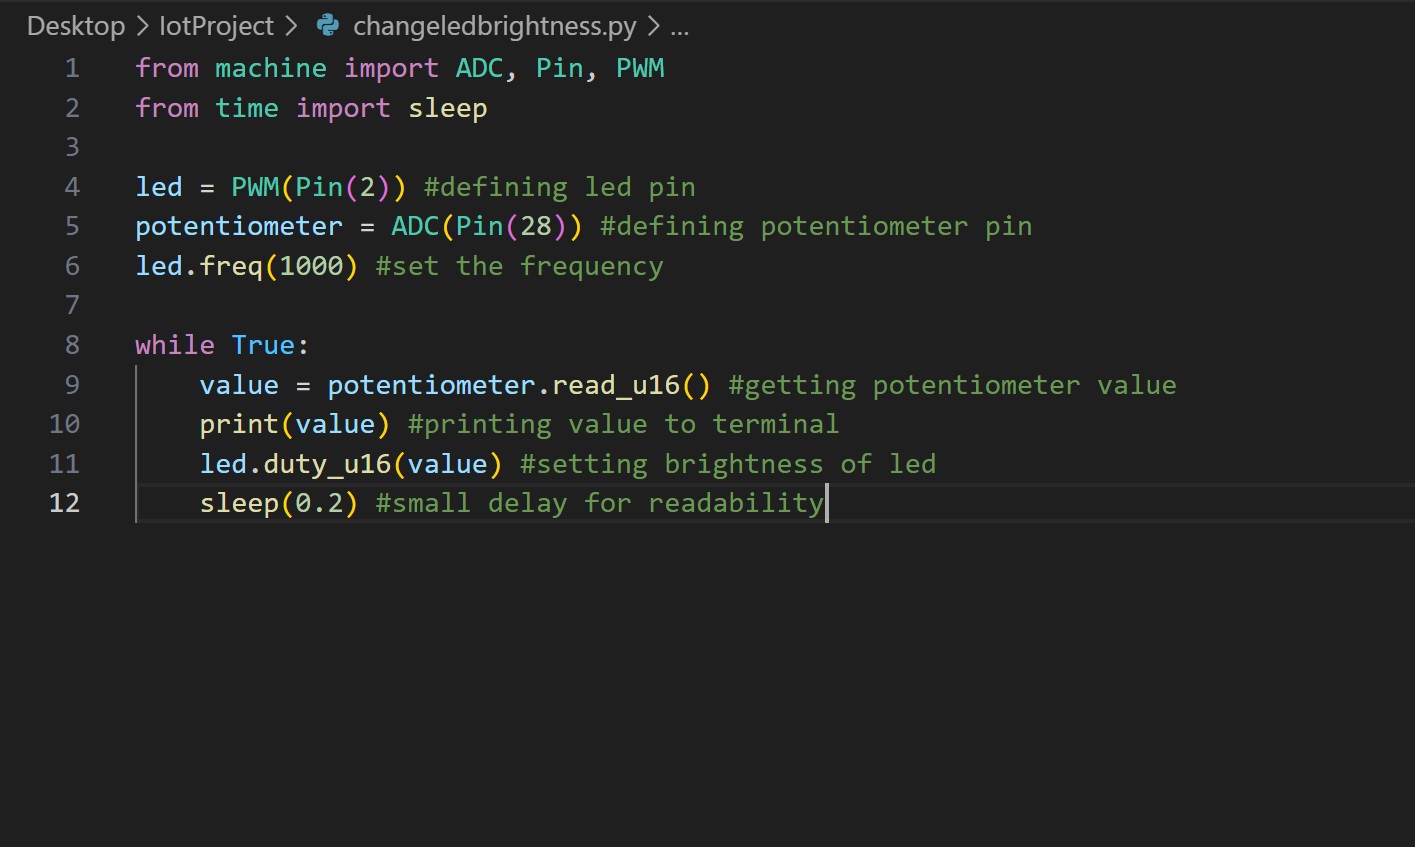 Desktop > IotProject > changeledbrightness.py > ...
1 from machine import ADC, Pin, PWM
2 from time import sleep
3
4 led = PWM(Pin(2)) #defining led pin
5 potentiometer = ADC(Pin(28)) #defining potentiometer pin
6 led.freq(1000) #set the frequency
7
8 while True:
9     value = potentiometer.read_u16() #getting potentiometer value
10     print(value) #printing value to terminal
11     led.duty_u16(value) #setting brightness of led
12     sleep(0.2) #small delay for readability